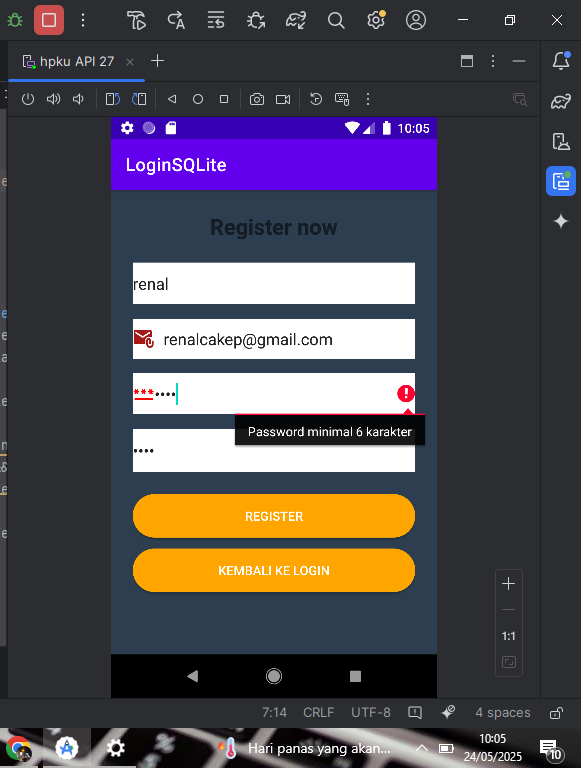 hpku API 27
10:05
LoginSQLite
Register now
renal
renalcakep@gmail.com
***••••
Password minimal 6 karakter
••••
REGISTER
KEMBALI KE LOGIN
1:1
7:14 CRLF UTF-8 4 spaces
Hari panas yang akan...
10:05
24/05/2025
10